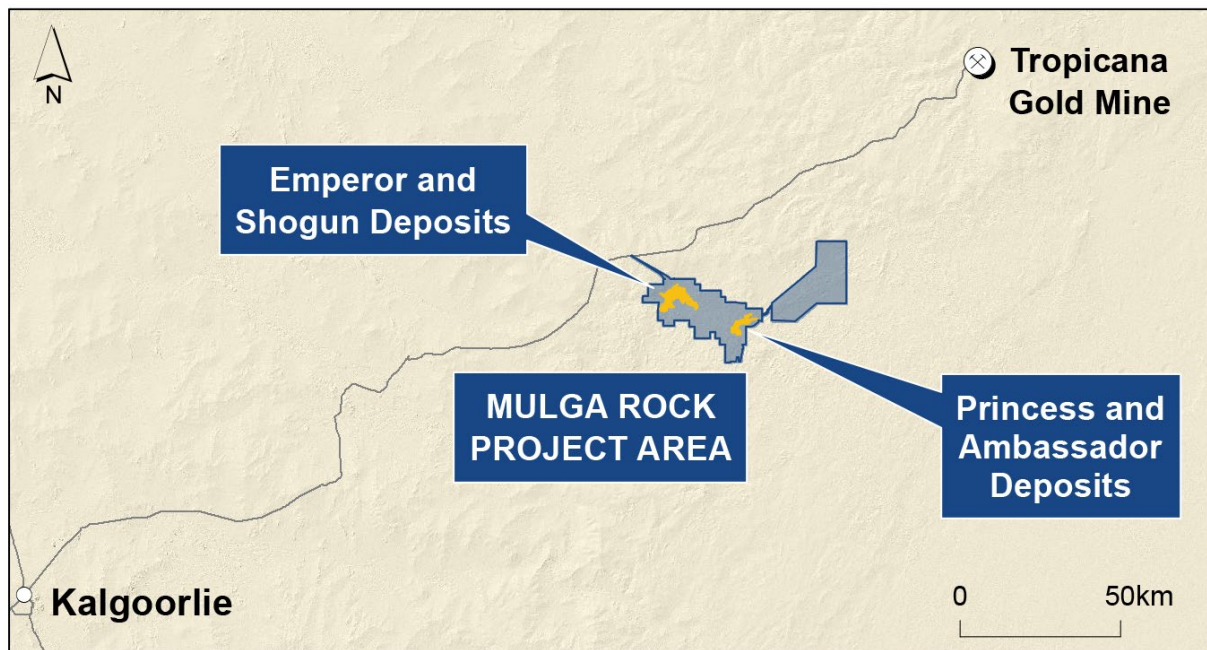 N
Tropicana
Gold Mine
Emperor and
Shogun Deposits
MULGA ROCK
PROJECT AREA
Princess and
Ambassador
Deposits
Kalgoorlie
0 50km